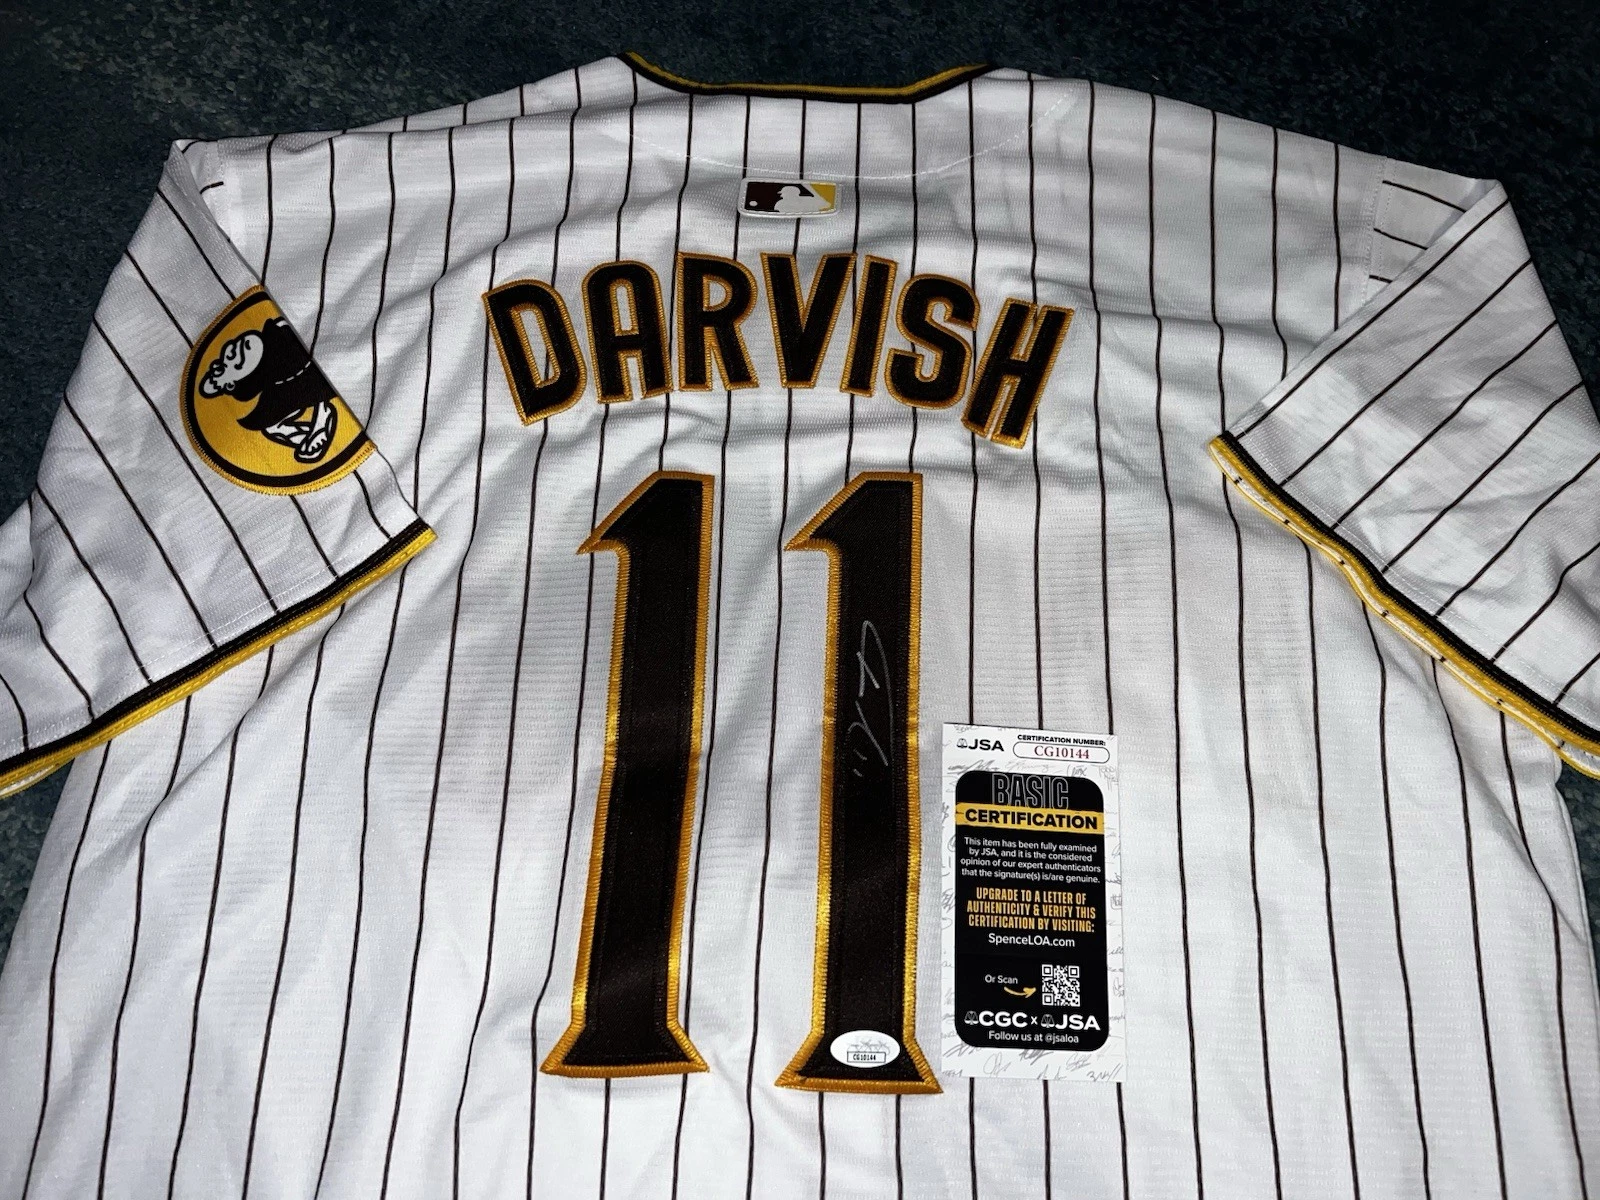 DARVISH
11
JSA
CERTIFICATION NUMBER:
CG10144
BASIC
CERTIFICATION
This item has been fully examined
by JSA, and it is the considered
opinion of our expert authenticators
that the signature(s) is/are genuine.
UPGRADE TO A LETTER OF
AUTHENTICITY & VERIFY THIS
CERTIFICATION BY VISITING:
SpenceLOA.com
Or Scan
CGC x JSA
Follow us at @jsaloa
CG10144